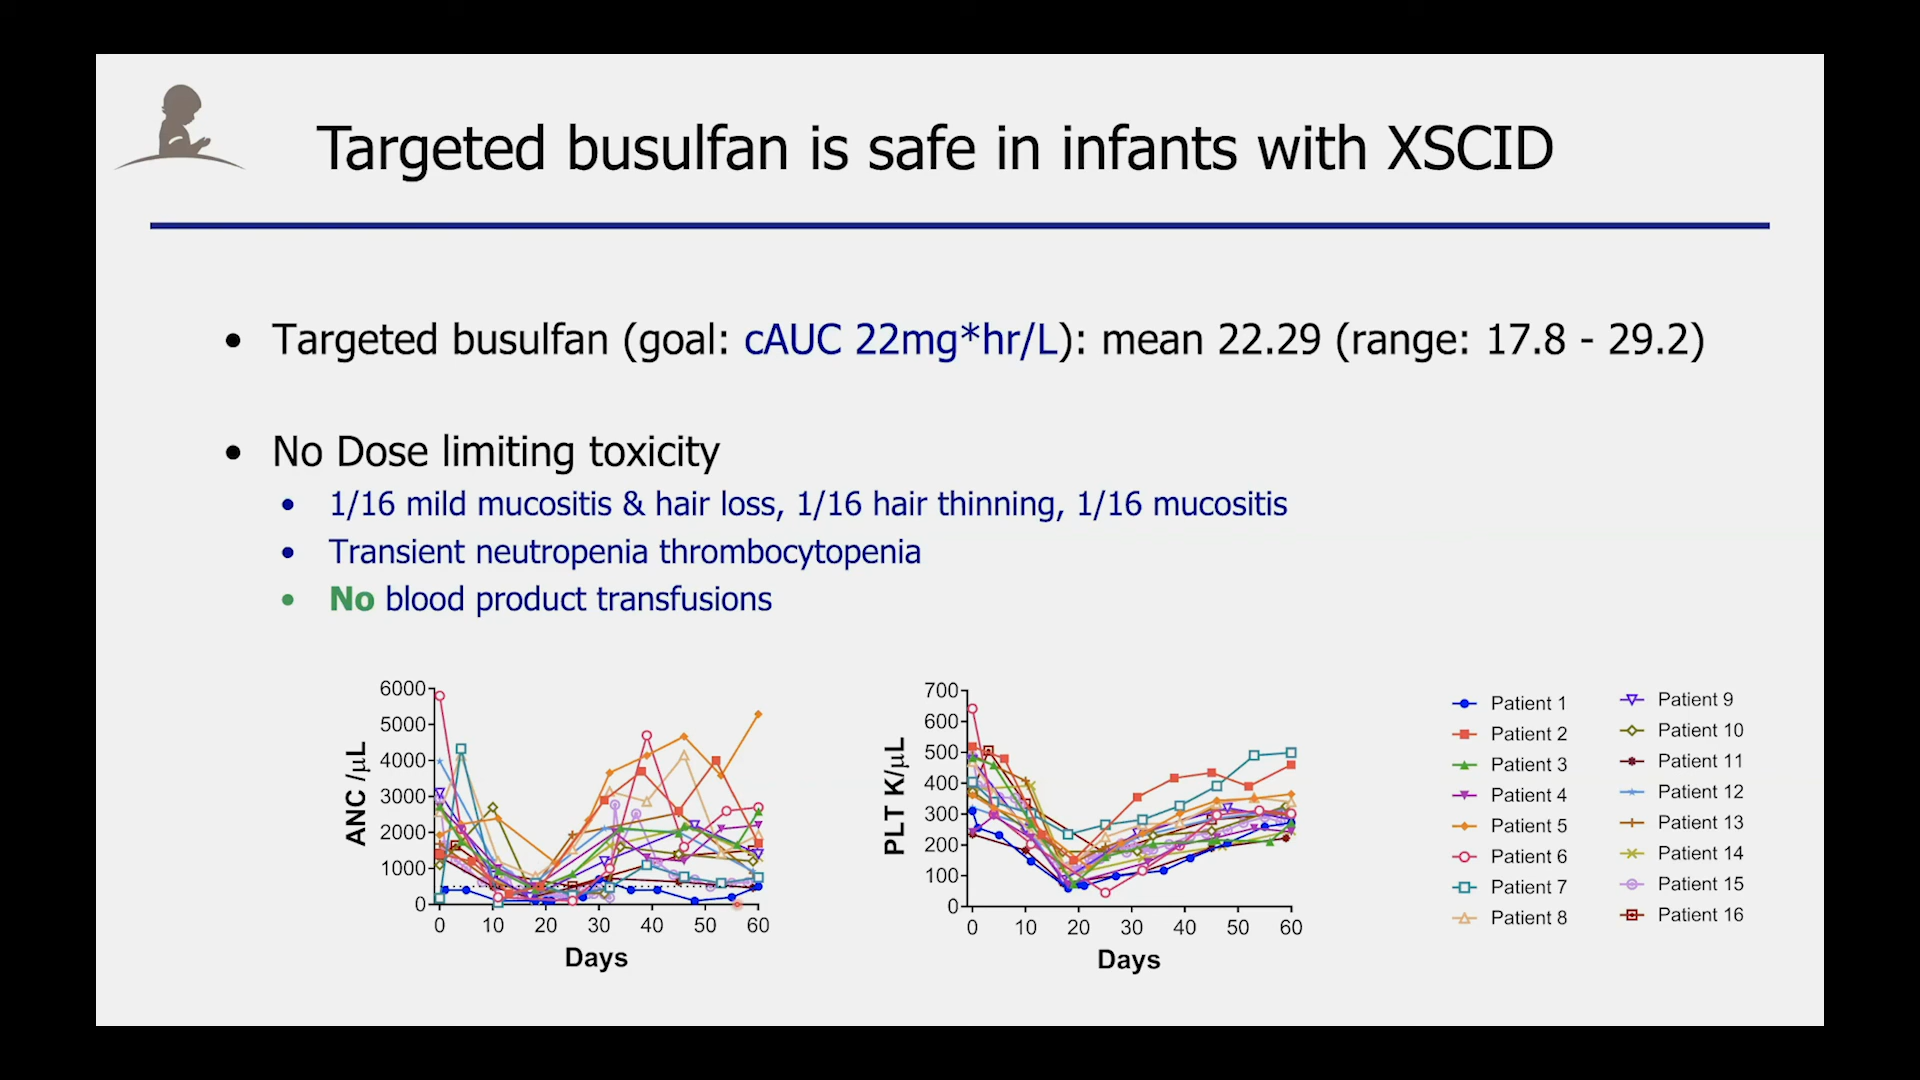 Targeted busulfan is safe in infants with XSCID
• Targeted busulfan (goal: cAUC 22mg*hr/L): mean 22.29 (range: 17.8 - 29.2)
• No Dose limiting toxicity
• 1/16 mild mucositis & hair loss, 1/16 hair thinning, 1/16 mucositis
• Transient neutropenia thrombocytopenia
• No blood product transfusions
ANC /µL
6000
5000
4000
3000
2000
1000
0
0 10 20 30 40 50 60
Days
PLT K/µL
700
600
500
400
300
200
100
0
0 10 20 30 40 50 60
Days
Patient 1
Patient 2
Patient 3
Patient 4
Patient 5
Patient 6
Patient 7
Patient 8
Patient 9
Patient 10
Patient 11
Patient 12
Patient 13
Patient 14
Patient 15
Patient 16